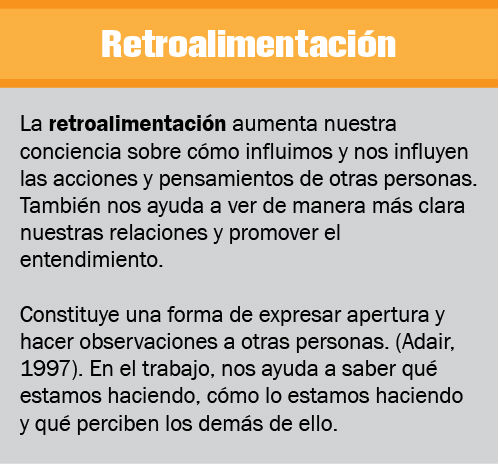 Retroalimentación
La retroalimentación aumenta nuestra
conciencia sobre cómo influimos y nos influyen
las acciones y pensamientos de otras personas.
También nos ayuda a ver de manera más clara
nuestras relaciones y promover el
entendimiento.
Constituye una forma de expresar apertura y
hacer observaciones a otras personas. (Adair,
1997). En el trabajo, nos ayuda a saber qué
estamos haciendo, cómo lo estamos haciendo
y qué perciben los demás de ello.